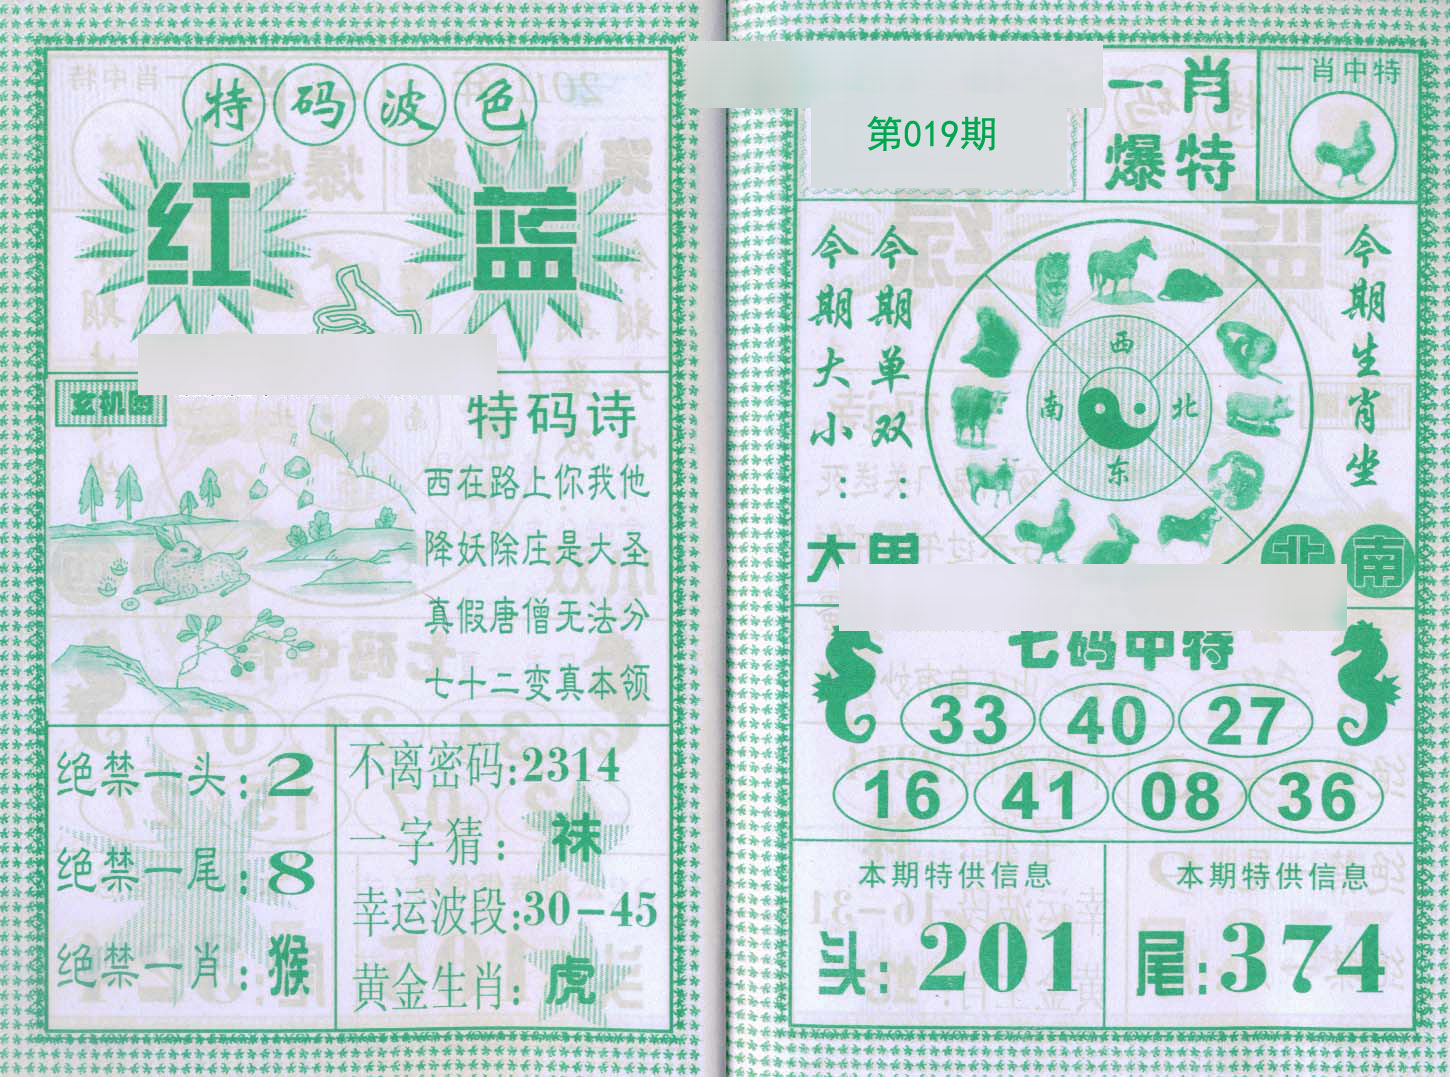 特码波色
红 蓝
玄机图
特码诗
西在路上你我他
降妖除庄是大圣
真假唐僧无法分
七十二变真本领
绝禁一头:2
绝禁一尾:8
绝禁一肖:猴
不离密码:2314
一字猜:袜
幸运波段:30-45
黄金生肖:虎
第019期
一肖
爆特
一肖中特
今期大小:大
今期单双:单
西
南
北
东
今期生肖坐
北南
七码中特
33 40 27
16 41 08 36
本期特供信息
头:201
本期特供信息
尾:374